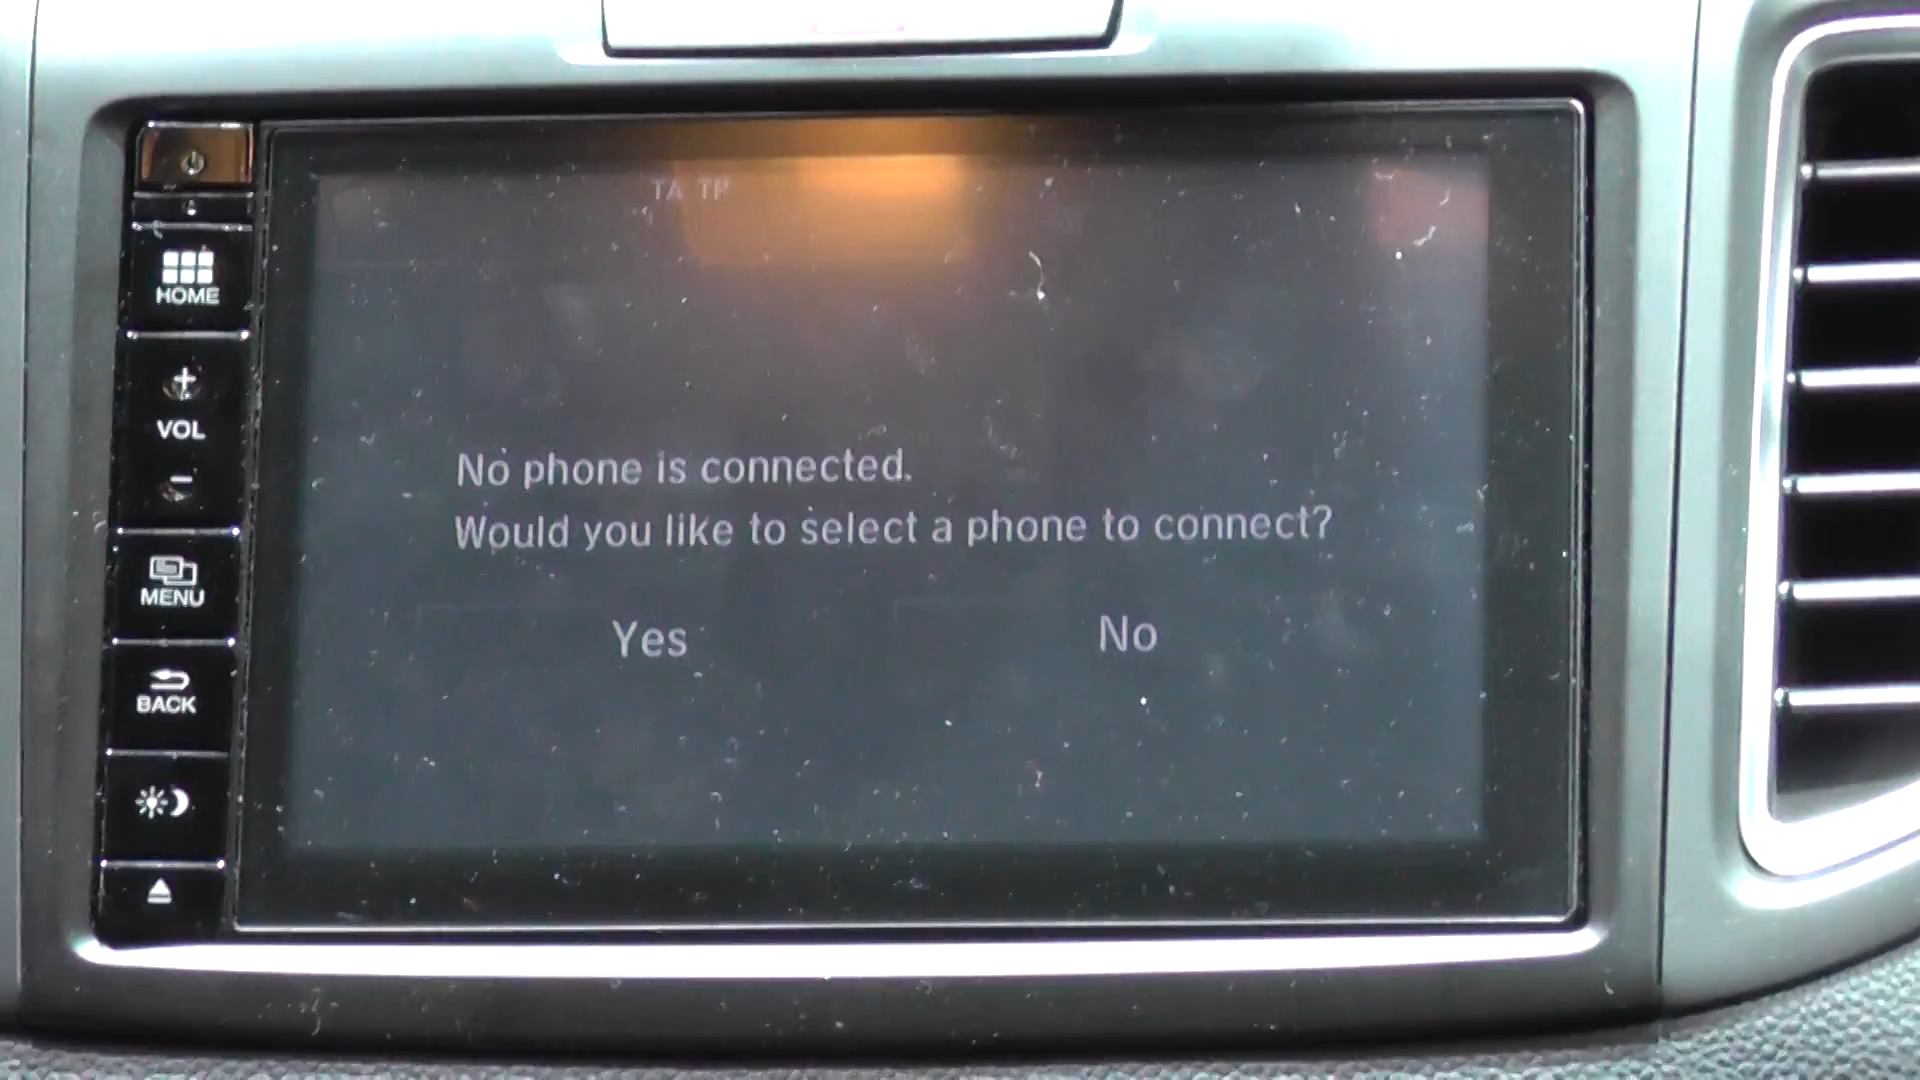 TA TP
HOME
VOL
MENU
BACK
No phone is connected.
Would you like to select a phone to connect?
Yes
No